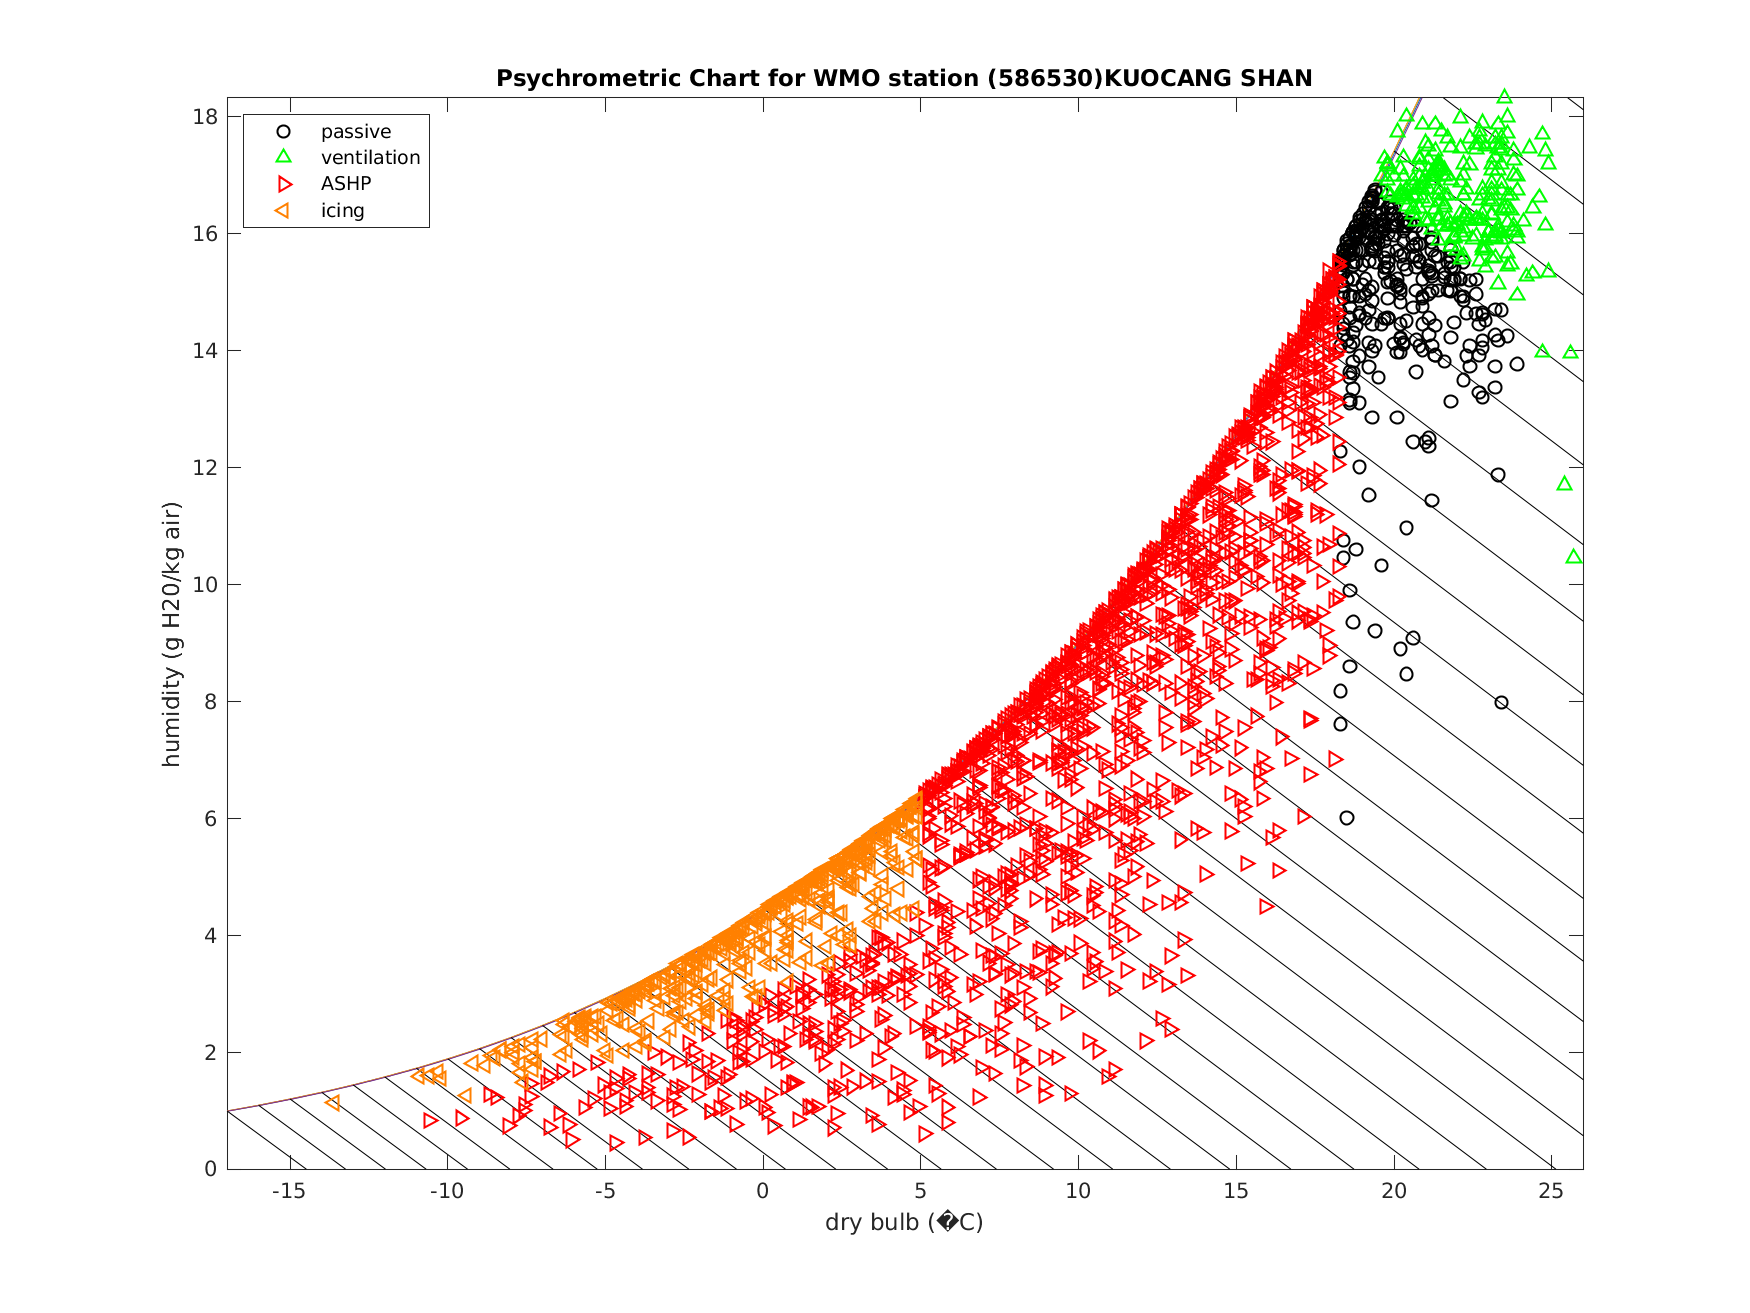 Psychrometric Chart for WMO station (586530)KUOCANG SHAN
passive
ventilation
ASHP
icing
18
16
14
12
10
8
6
4
2
0
humidity (g H20/kg air)
-15 -10 -5 0 5 10 15 20 25
dry bulb (�C)